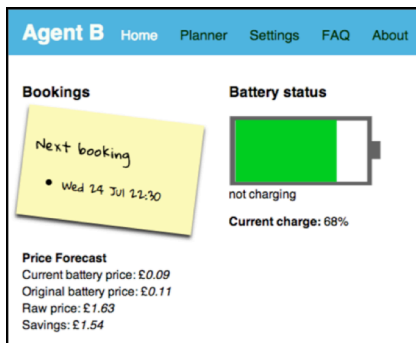 Agent B Home Planner Settings FAQ About
Bookings
Next booking
• Wed 24 Jul 22:30
Battery status
not charging
Current charge: 68%
Price Forecast
Current battery price: £0.09
Original battery price: £0.11
Raw price: £1.63
Savings: £1.54